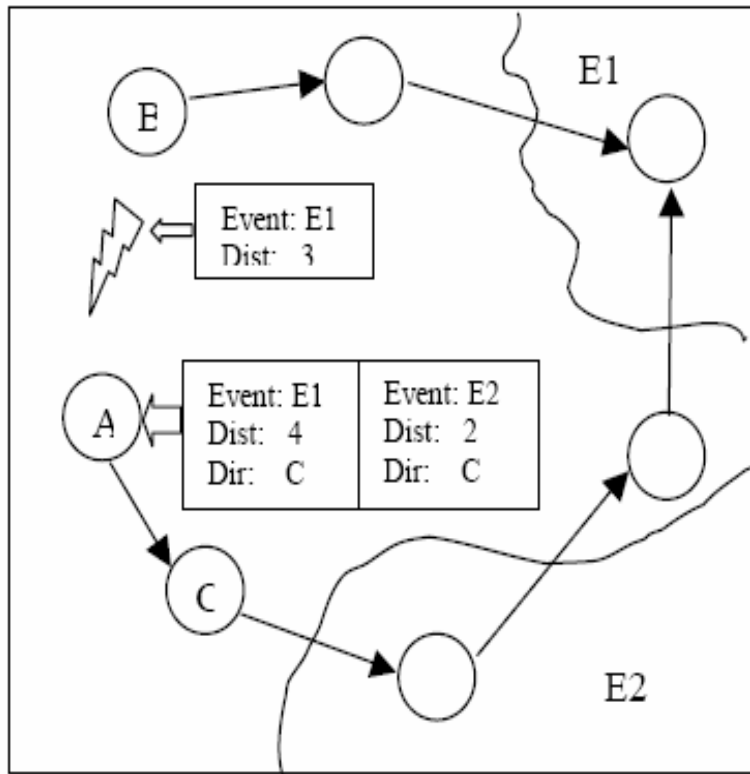 E1
B
Event: E1
Dist: 3
A
Event: E1
Dist: 4
Dir: C
Event: E2
Dist: 2
Dir: C
C
E2